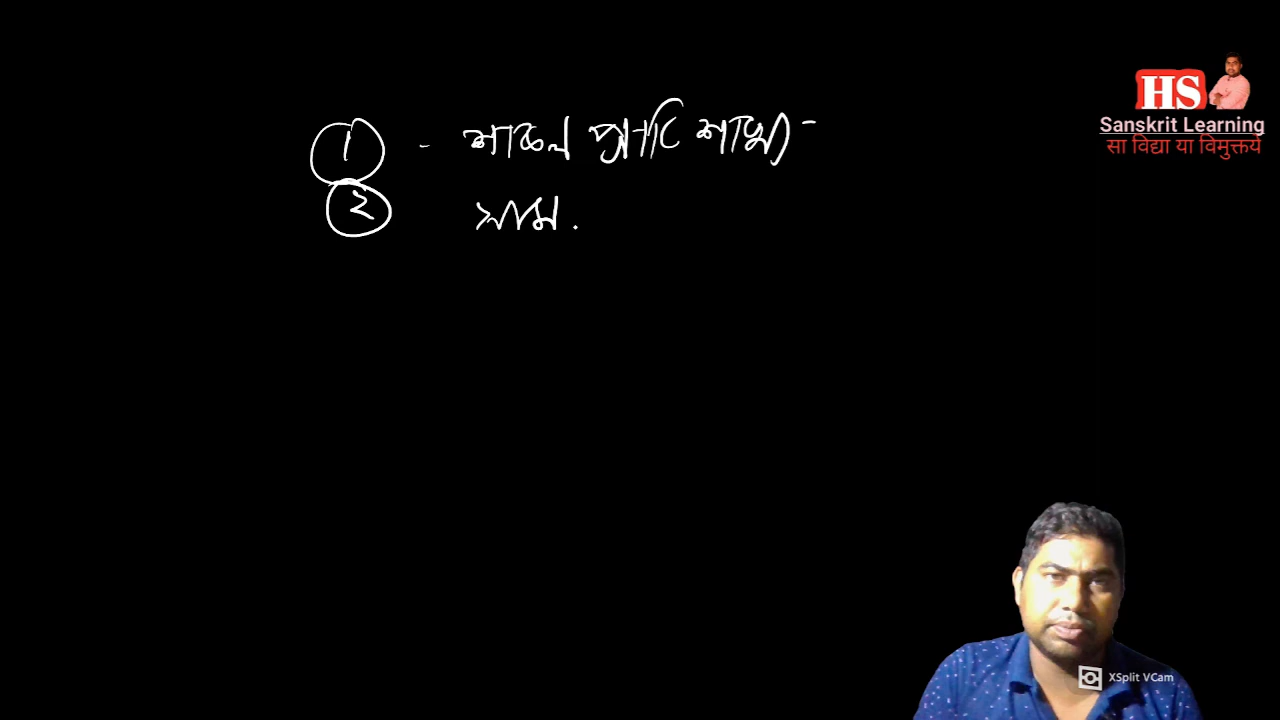 HS
Sanskrit Learning
सा विद्या या विमुक्तये
1 - শাকল প্রাতিশাখ্য -
২ সাম .
XSplit VCam